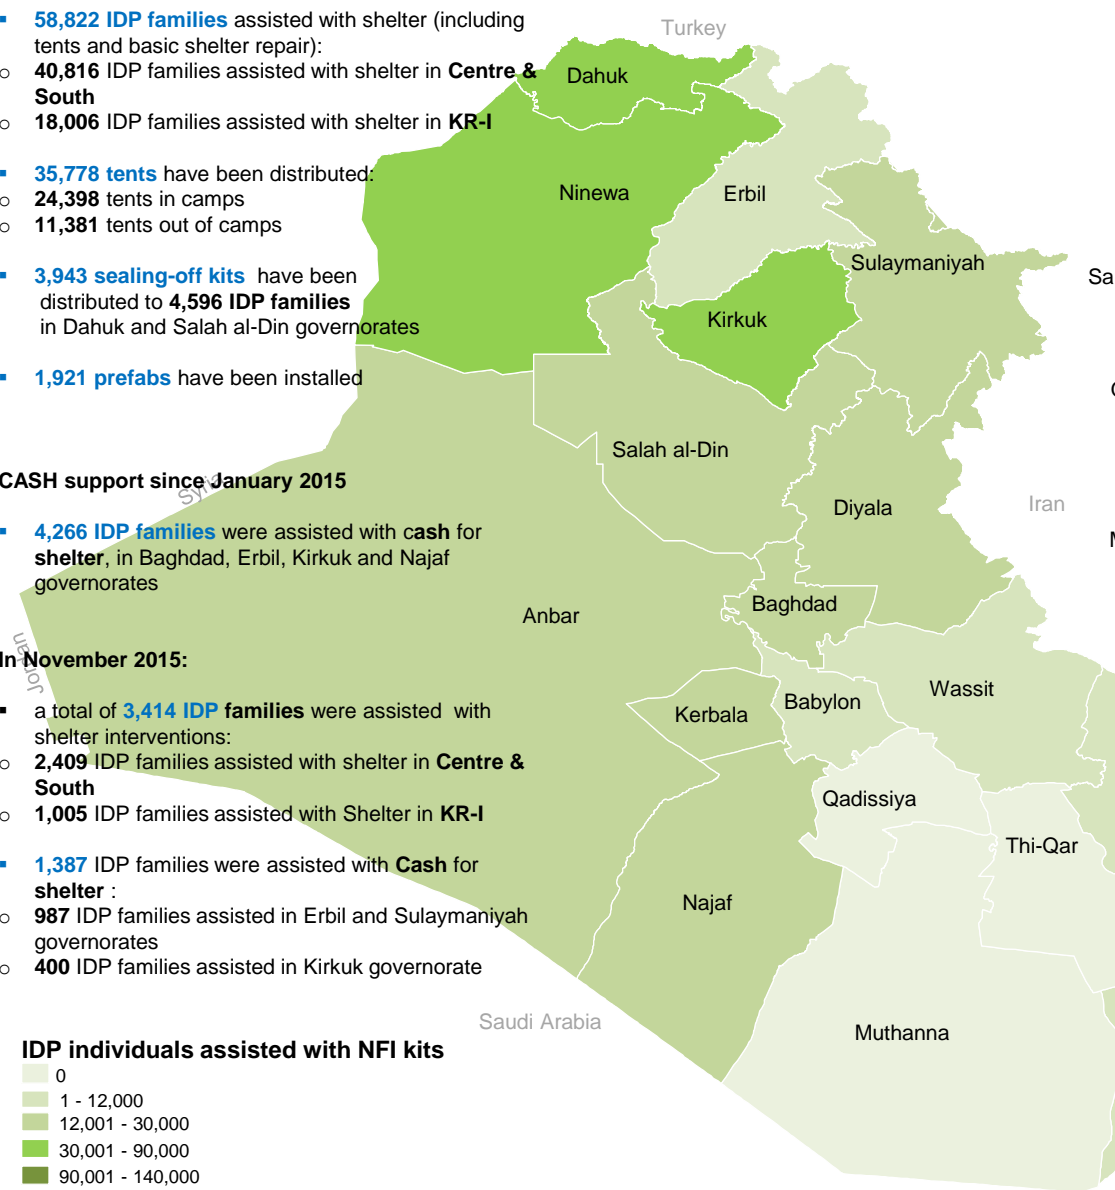 ▪ 58,822 IDP families assisted with shelter (including
tents and basic shelter repair):
o 40,816 IDP families assisted with shelter in Centre &
South
o 18,006 IDP families assisted with shelter in KR-I
▪ 35,778 tents have been distributed:
o 24,398 tents in camps
o 11,381 tents out of camps
▪ 3,943 sealing-off kits have been
distributed to 4,596 IDP families
in Dahuk and Salah al-Din governorates
▪ 1,921 prefabs have been installed
CASH support since January 2015
▪ 4,266 IDP families were assisted with cash for
shelter, in Baghdad, Erbil, Kirkuk and Najaf
governorates
In November 2015:
▪ a total of 3,414 IDP families were assisted with
shelter interventions:
o 2,409 IDP families assisted with shelter in Centre &
South
o 1,005 IDP families assisted with Shelter in KR-I
▪ 1,387 IDP families were assisted with Cash for
shelter :
o 987 IDP families assisted in Erbil and Sulaymaniyah
governorates
o 400 IDP families assisted in Kirkuk governorate
IDP individuals assisted with NFI kits
0
1 - 12,000
12,001 - 30,000
30,001 - 90,000
90,001 - 140,000
Turkey
Dahuk
Ninewa
Erbil
Sulaymaniyah
Sa
Kirkuk
Salah al-Din
Syria
Diyala
Iran
M
Anbar
Baghdad
Jordan
Wassit
Babylon
Kerbala
Qadissiya
Thi-Qar
Najaf
Saudi Arabia
Muthanna